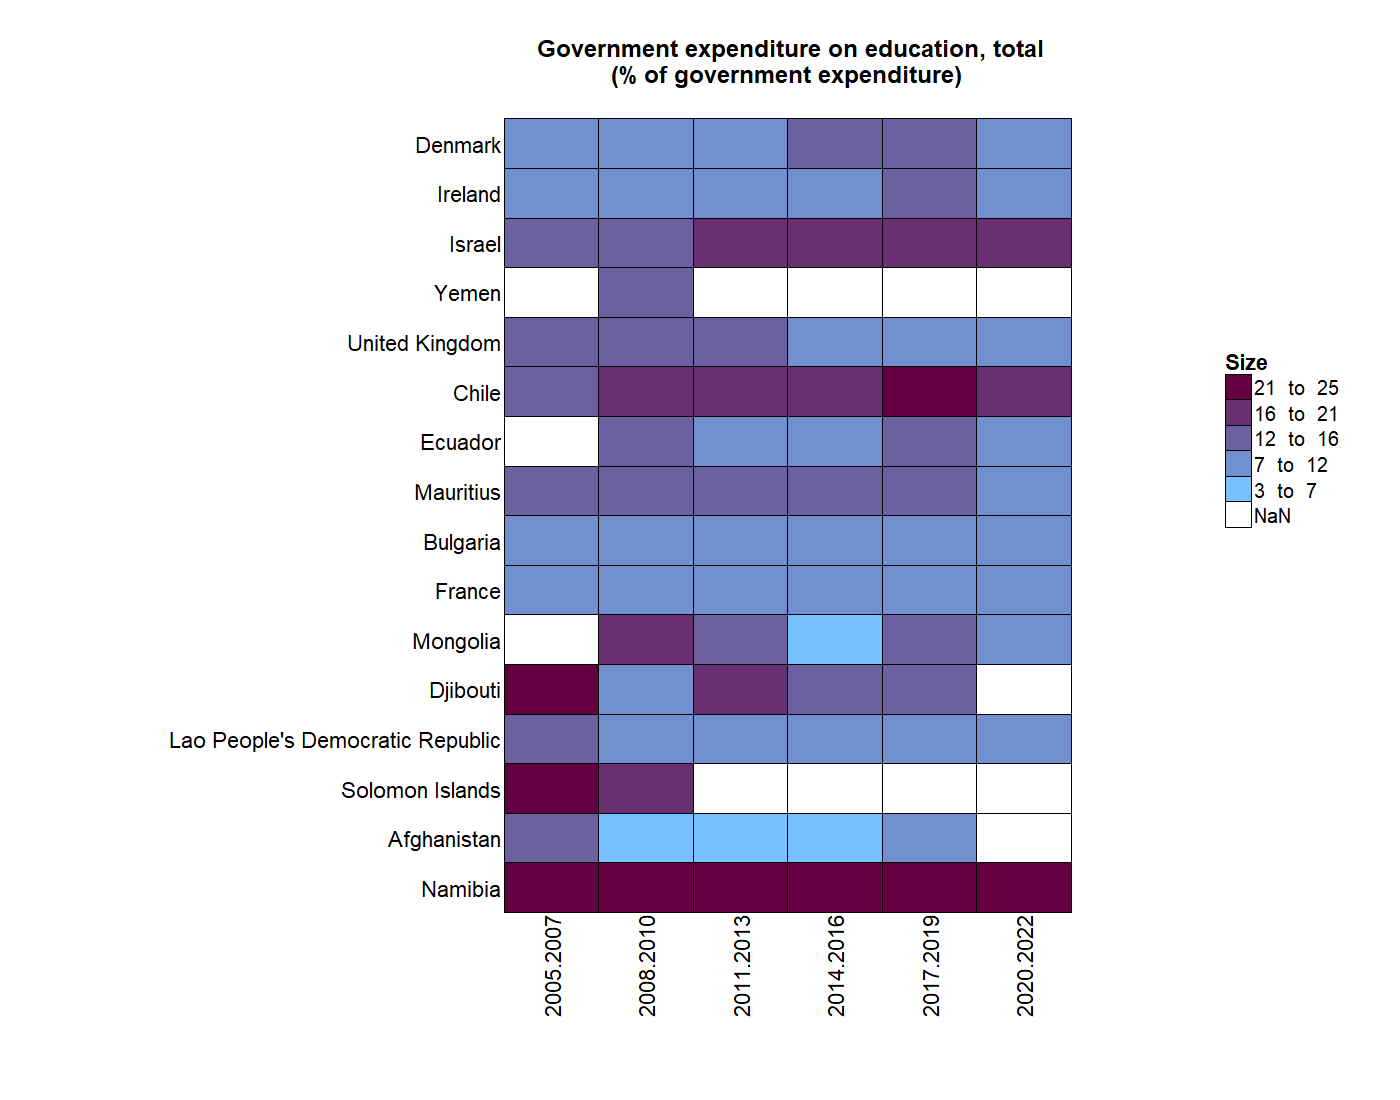 Government expenditure on education, total
(% of government expenditure)
Denmark
Ireland
Israel
Yemen
United Kingdom
Chile
Ecuador
Mauritius
Bulgaria
France
Mongolia
Djibouti
Lao People's Democratic Republic
Solomon Islands
Afghanistan
Namibia
2005.2007
2008.2010
2011.2013
2014.2016
2017.2019
2020.2022
Size
21 to 25
16 to 21
12 to 16
7 to 12
3 to 7
NaN